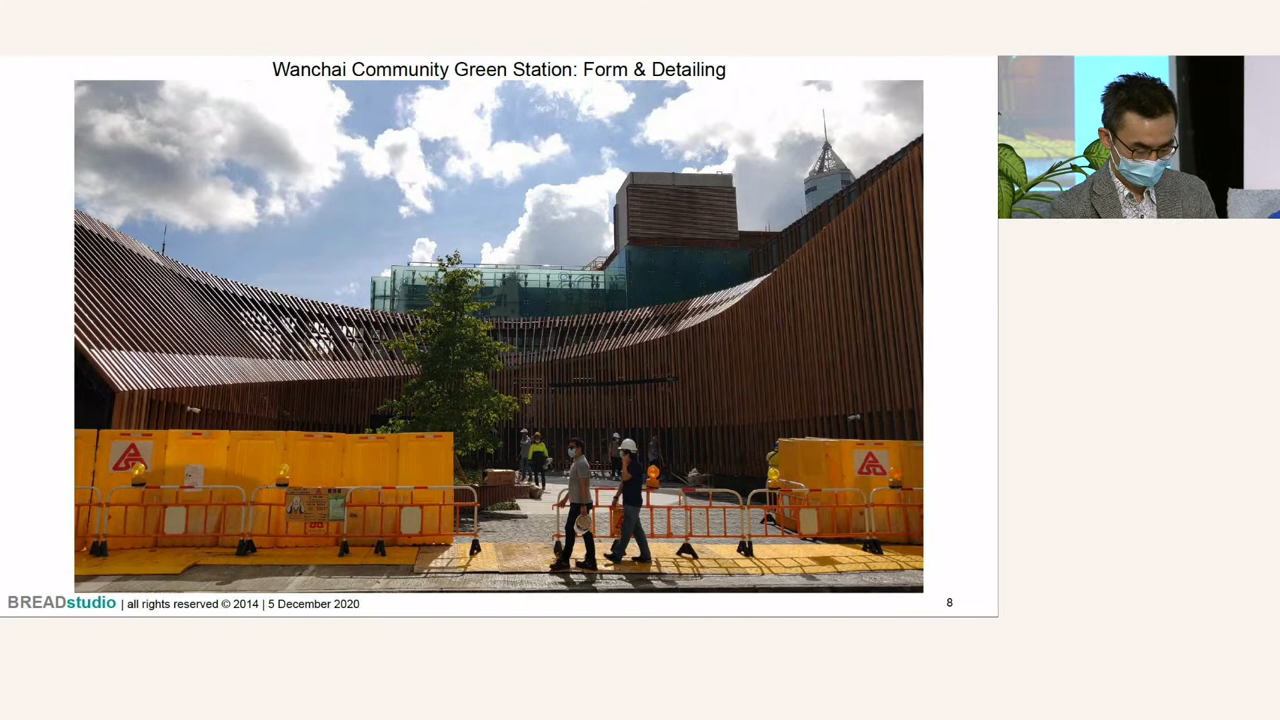 Wanchai Community Green Station: Form & Detailing
BREADstudio | all rights reserved © 2014 | 5 December 2020
8